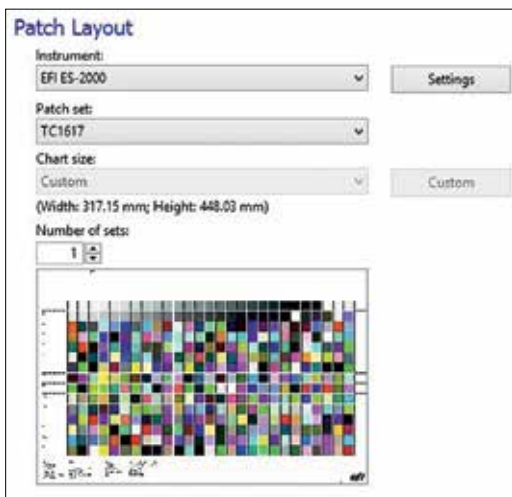 Patch Layout
Instrument:
EFI ES-2000
Settings
Patch set:
TC1617
Chart size:
Custom
Custom
(Width: 317.15 mm; Height: 448.03 mm)
Number of sets:
1
efi